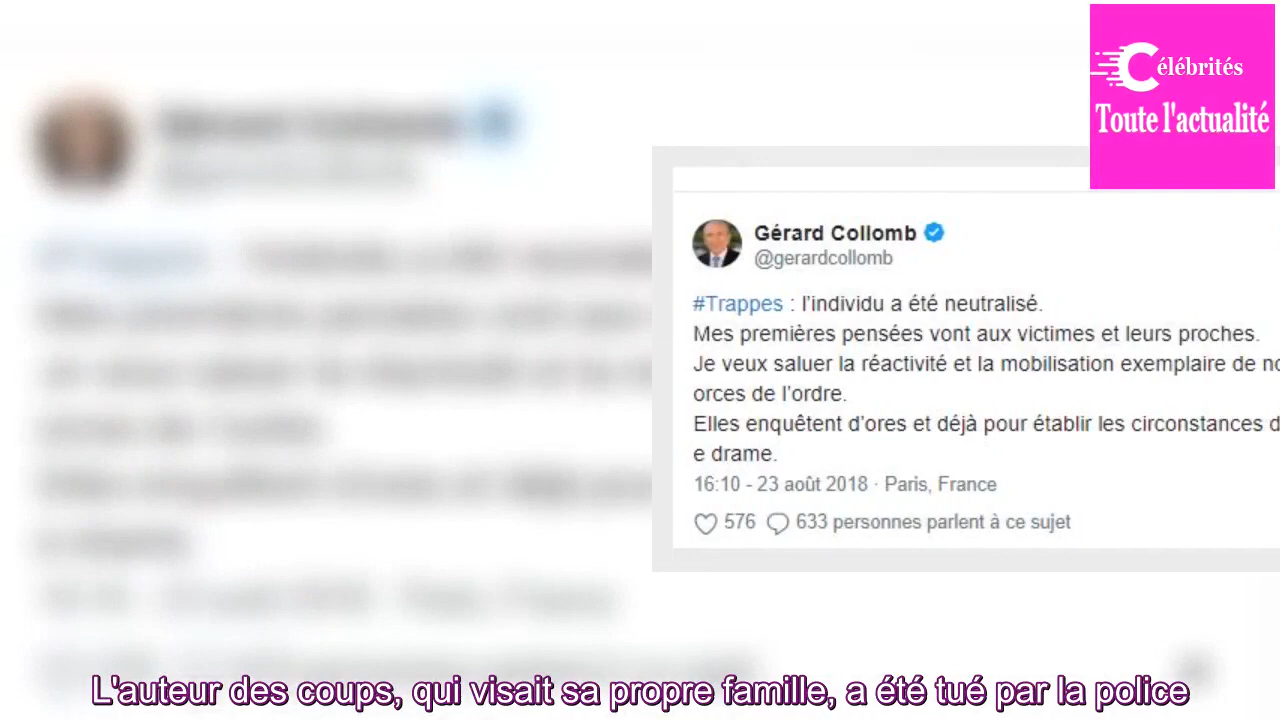 Célébrités
Toute l'actualité
Gérard Collomb
@gerardcollomb
#Trappes : l'individu a été neutralisé.
Mes premières pensées vont aux victimes et leurs proches.
Je veux saluer la réactivité et la mobilisation exemplaire de no
orces de l'ordre.
Elles enquêtent d'ores et déjà pour établir les circonstances d
e drame.
16:10 - 23 août 2018 · Paris, France
576 633 personnes parlent à ce sujet
L'auteur des coups, qui visait sa propre famille, a été tué par la police